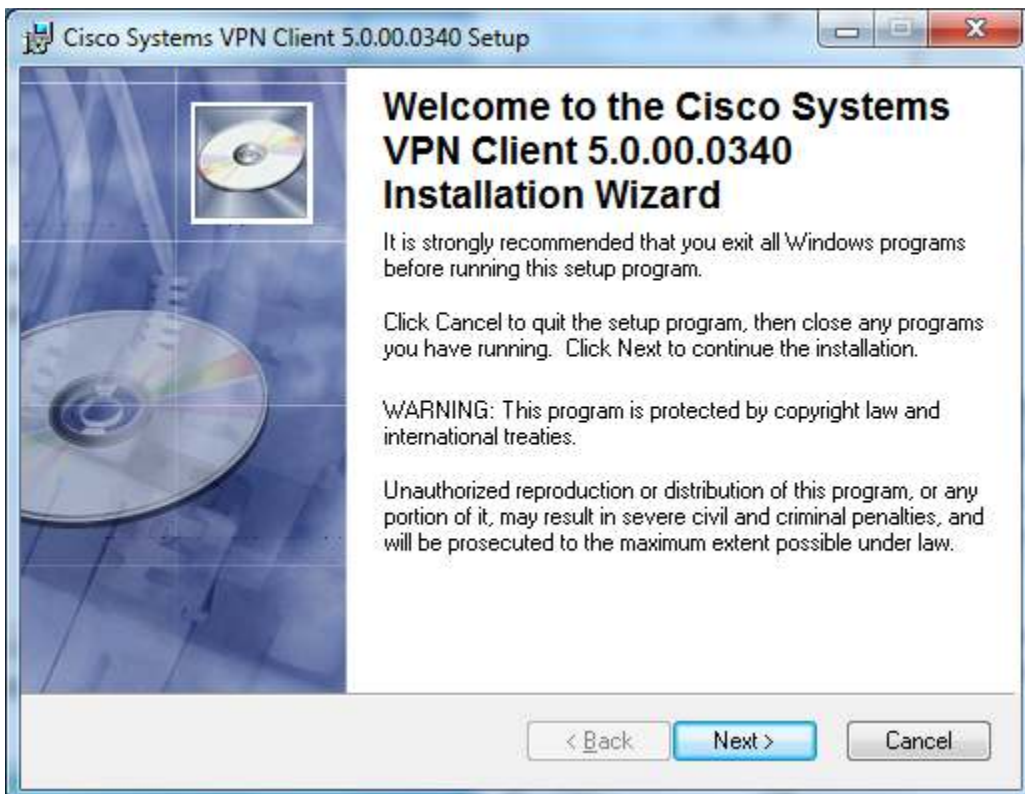 Cisco Systems VPN Client 5.0.00.0340 Setup
Welcome to the Cisco Systems
VPN Client 5.0.00.0340
Installation Wizard
It is strongly recommended that you exit all Windows programs
before running this setup program.
Click Cancel to quit the setup program, then close any programs
you have running.  Click Next to continue the installation.
WARNING: This program is protected by copyright law and
international treaties.
Unauthorized reproduction or distribution of this program, or any
portion of it, may result in severe civil and criminal penalties, and
will be prosecuted to the maximum extent possible under law.
< Back
Next >
Cancel